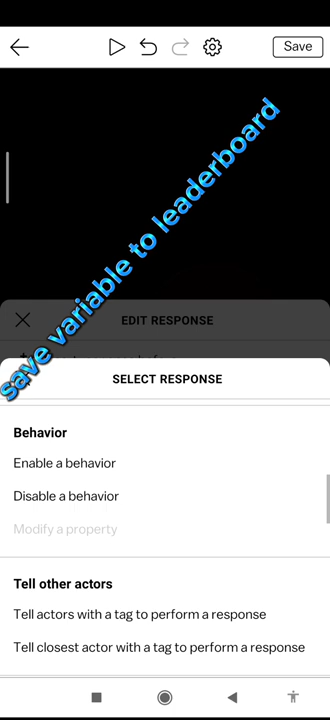 Save
save variable to leaderboard
EDIT RESPONSE
SELECT RESPONSE
Behavior
Enable a behavior
Disable a behavior
Modify a property
Tell other actors
Tell actors with a tag to perform a response
Tell closest actor with a tag to perform a response